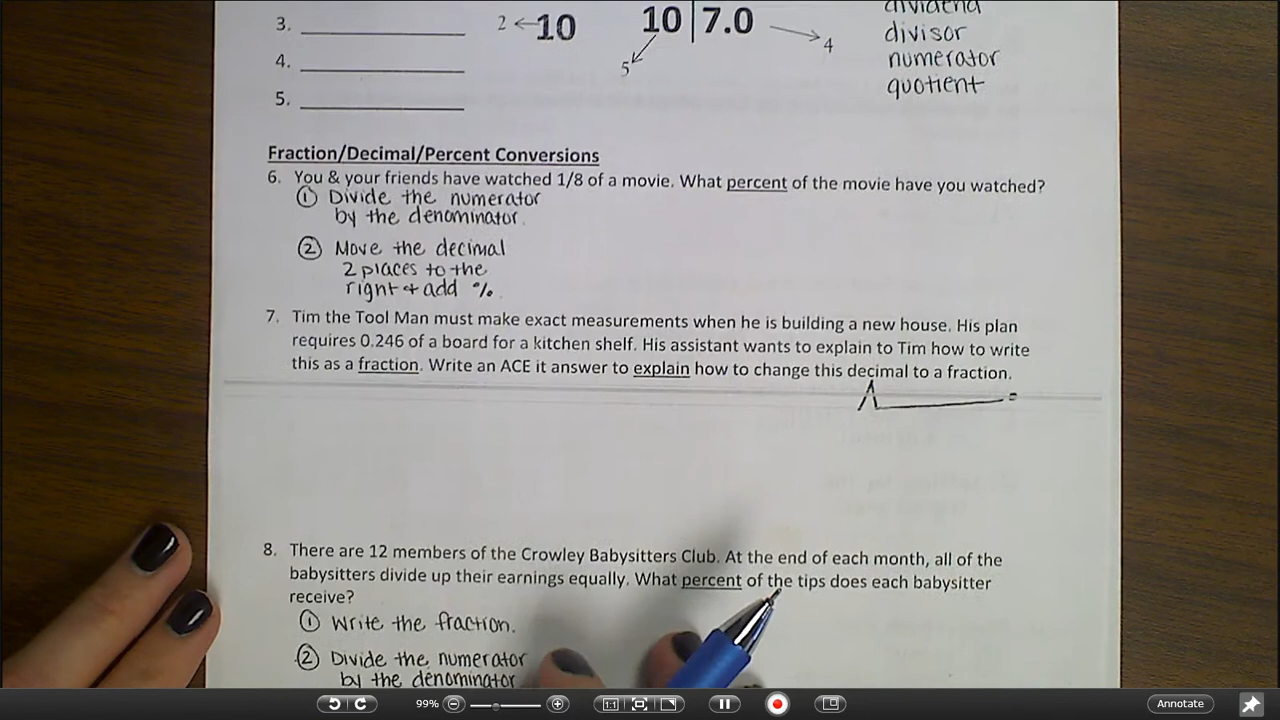 dividend
3. ____________ 2 ← 10 10 7.0 → 4 divisor
5 numerator
4. ____________ quotient
5. ____________
Fraction/Decimal/Percent Conversions
6. You & your friends have watched 1/8 of a movie. What percent of the movie have you watched?
① Divide the numerator
by the denominator.
② Move the decimal
2 places to the
right + add %.
7. Tim the Tool Man must make exact measurements when he is building a new house. His plan
requires 0.246 of a board for a kitchen shelf. His assistant wants to explain to Tim how to write
this as a fraction. Write an ACE it answer to explain how to change this decimal to a fraction.
8. There are 12 members of the Crowley Babysitters Club. At the end of each month, all of the
babysitters divide up their earnings equally. What percent of the tips does each babysitter
receive?
① Write the fraction.
② Divide the numerator
by the denominator
99% 1:1 Annotate